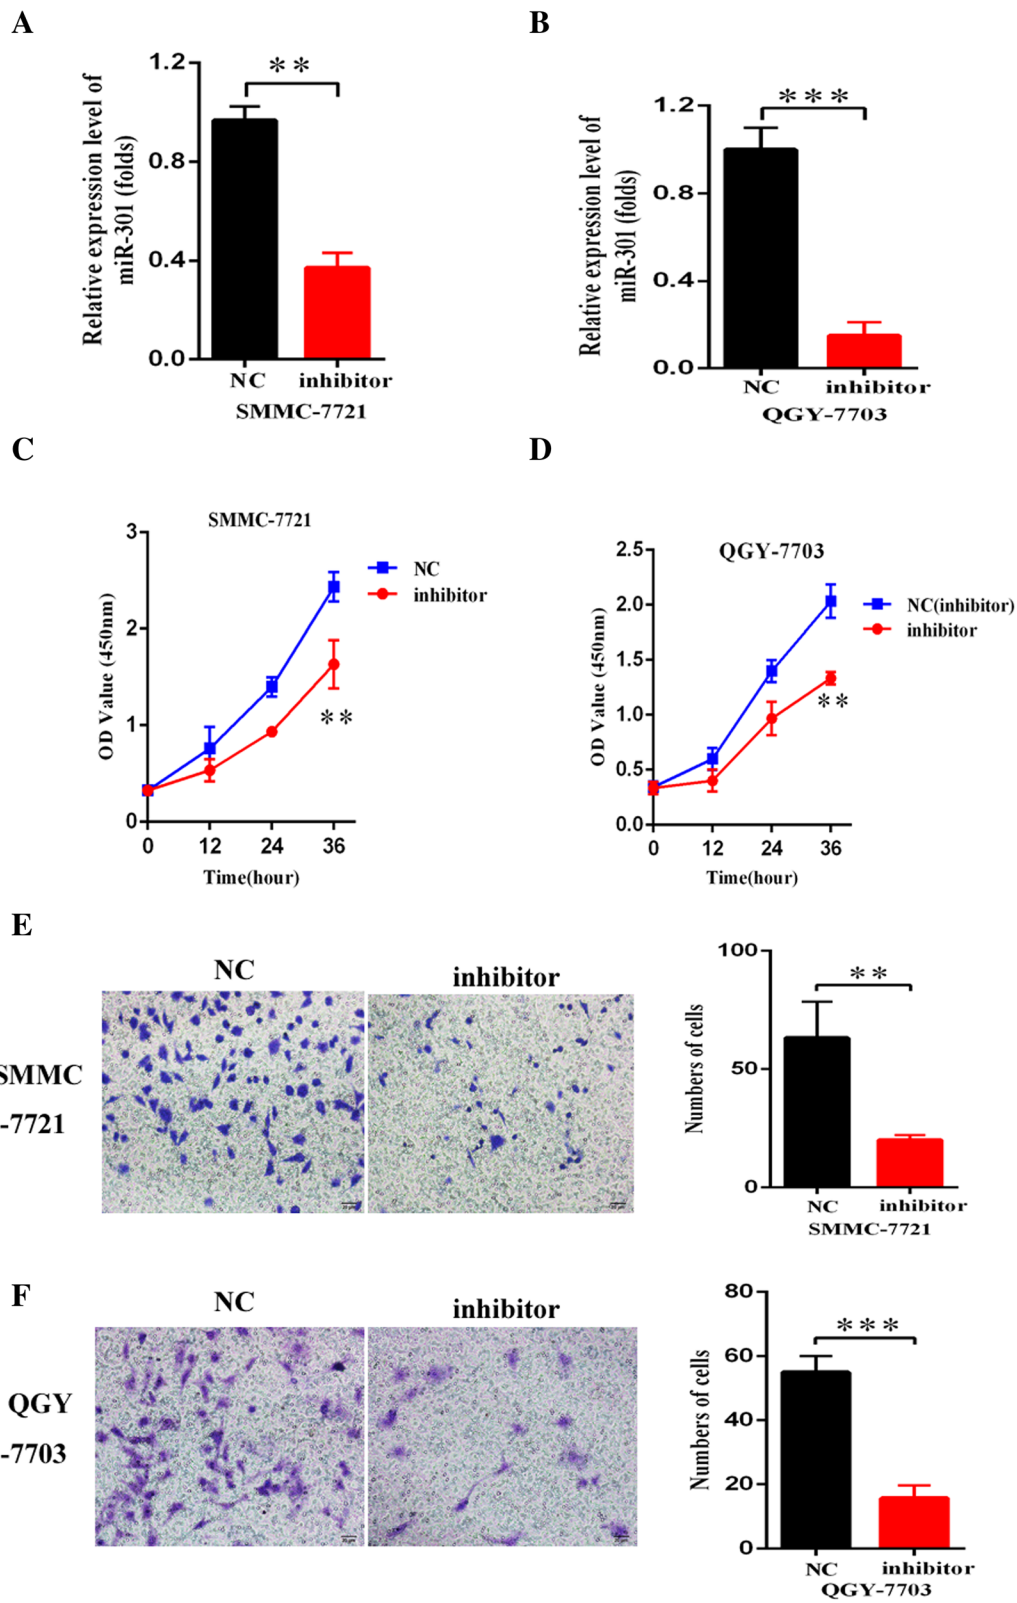 A
B
Relative expression level of
miR-301 (folds)
1.2
0.8
0.4
0.0
**
NC
inhibitor
SMMC-7721
Relative expression level of
miR-301 (folds)
1.2
0.8
0.4
0.0
***
NC
inhibitor
QGY-7703
C
D
SMMC-7721
OD Value (450nm)
3
2
1
0
NC
inhibitor
**
0 12 24 36
Time(hour)
QGY-7703
OD Value (450nm)
2.5
2.0
1.5
1.0
0.5
0.0
NC(inhibitor)
inhibitor
**
0 12 24 36
Time(hour)
E
NC
inhibitor
SMMC
-7721
Numbers of cells
100
50
0
**
NC
inhibitor
SMMC-7721
F
NC
inhibitor
QGY
-7703
Numbers of cells
80
60
40
20
0
***
NC
inhibitor
QGY-7703